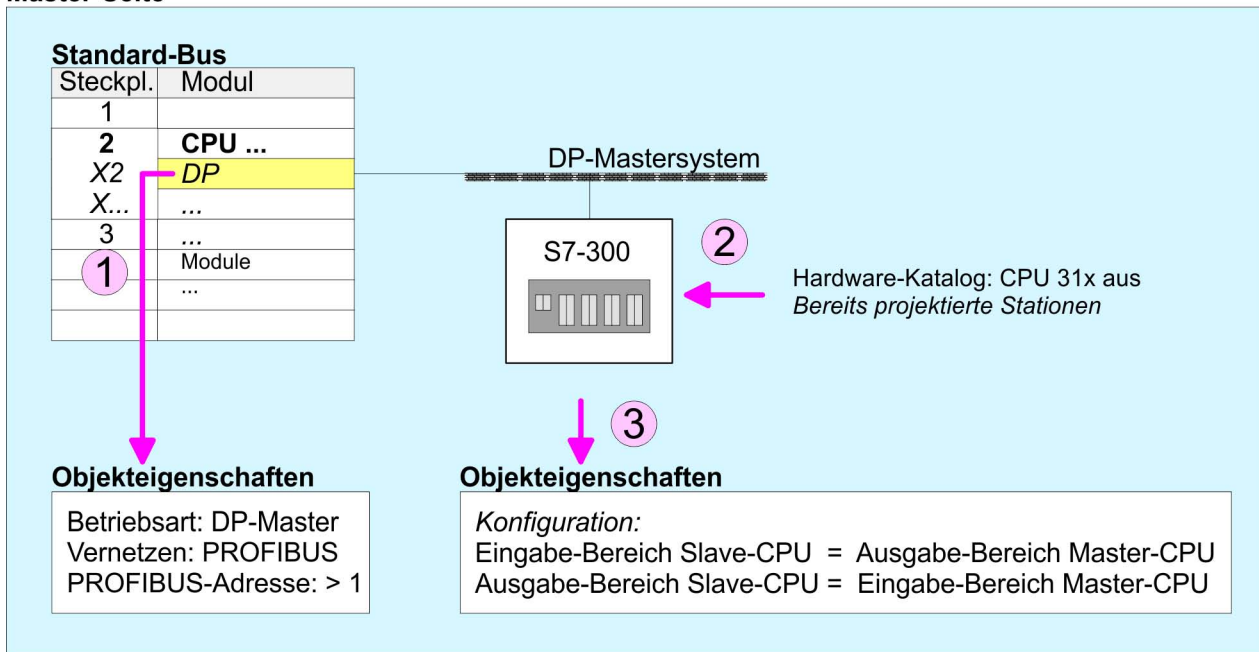 Standard-Bus
Steckpl. Modul
1
2 CPU ...
X2 DP
X... ...
3 ...
1 Module
...
DP-Mastersystem
S7-300
2
Hardware-Katalog: CPU 31x aus
Bereits projektierte Stationen
3
Objekteigenschaften
Betriebsart: DP-Master
Vernetzen: PROFIBUS
PROFIBUS-Adresse: > 1
Objekteigenschaften
Konfiguration:
Eingabe-Bereich Slave-CPU = Ausgabe-Bereich Master-CPU
Ausgabe-Bereich Slave-CPU = Eingabe-Bereich Master-CPU